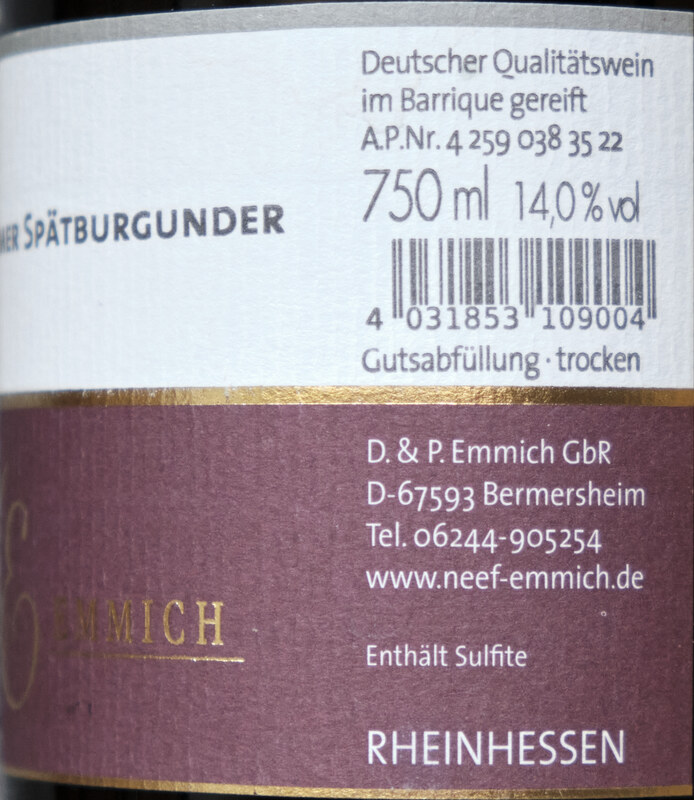 Deutscher Qualitätswein
im Barrique gereift
A.P.Nr. 4 259 038 35 22
750 ml 14,0 % vol
SPÄTBURGUNDER
4 031853 109004
Gutsabfüllung · trocken
D. & P. Emmich GbR
D-67593 Bermersheim
Tel. 06244-905254
www.neef-emmich.de
E EMMICH
Enthält Sulfite
RHEINHESSEN